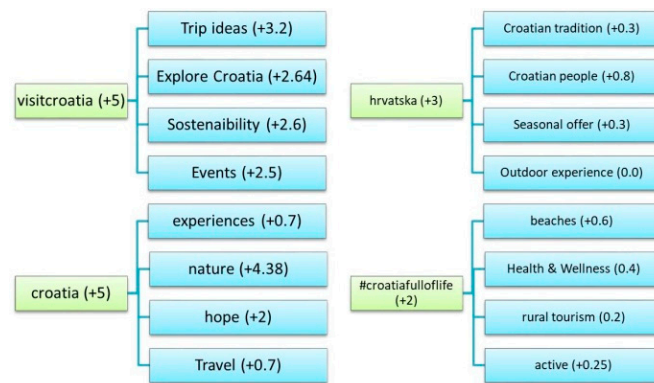 visitcroatia (+5)
Trip ideas (+3.2)
Explore Croatia (+2.64)
Sostenaibility (+2.6)
Events (+2.5)
croatia (+5)
experiences (+0.7)
nature (+4.38)
hope (+2)
Travel (+0.7)
hrvatska (+3)
Croatian tradition (+0.3)
Croatian people (+0.8)
Seasonal offer (+0.3)
Outdoor experience (0.0)
#croatiafulloflife
(+2)
beaches (+0.6)
Health & Wellness (0.4)
rural tourism (0.2)
active (+0.25)